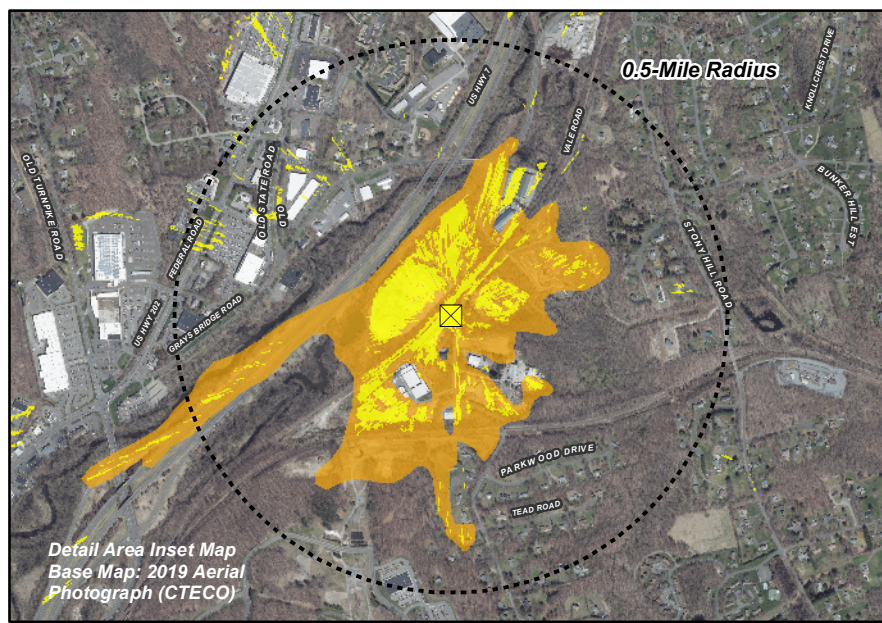 0.5-Mile Radius
KNOLLCREST DRIVE
US HWY 7
VALE ROAD
OLD TURNPIKE ROAD
OLD STATE ROAD
OLD
BUNKER HILL EST
FEDERAL ROAD
STONY HILL ROAD
US HWY 202
GRAYS BRIDGE ROAD
PARKWOOD DRIVE
TEAD ROAD
Detail Area Inset Map
Base Map: 2019 Aerial
Photograph (CTECO)